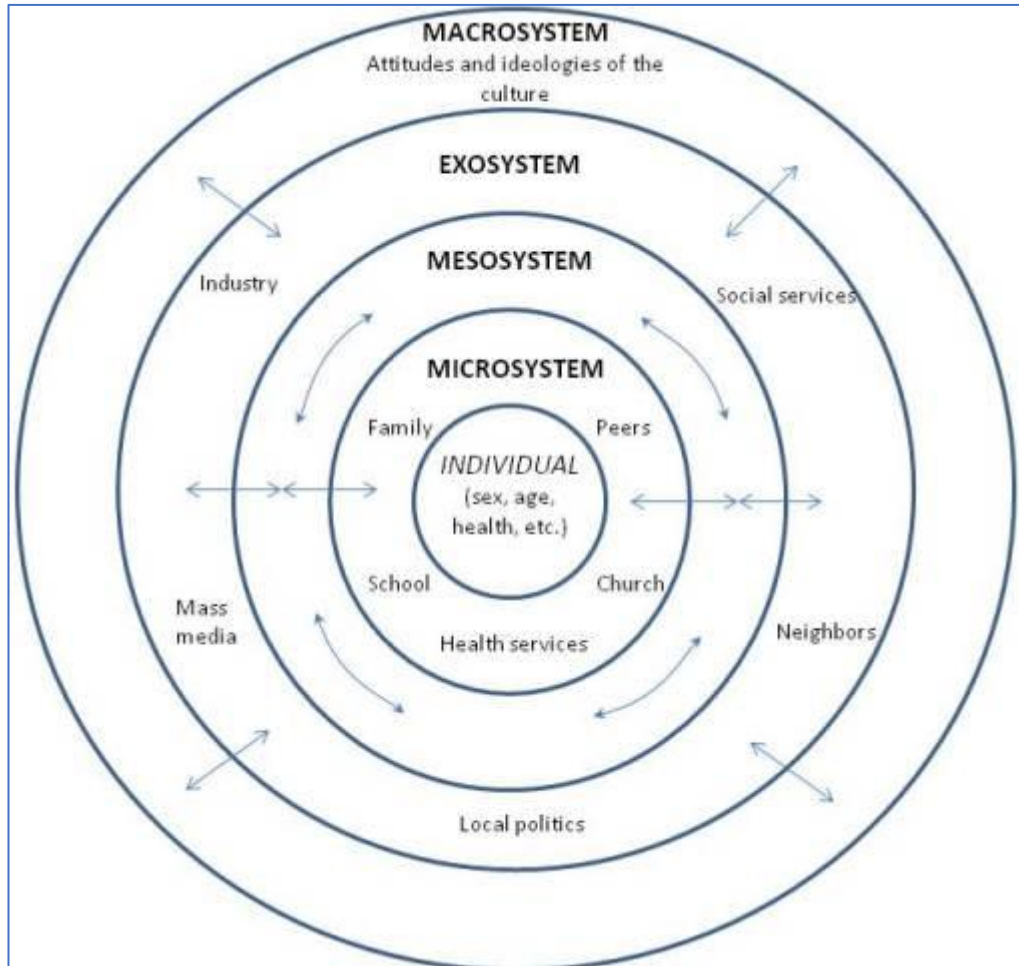 MACROSYSTEM
Attitudes and ideologies of the
culture
EXOSYSTEM
MESOSYSTEM
Industry
Social services
MICROSYSTEM
Family
Peers
INDIVIDUAL
(sex, age,
health, etc.)
School
Church
Mass
media
Neighbors
Health services
Local politics